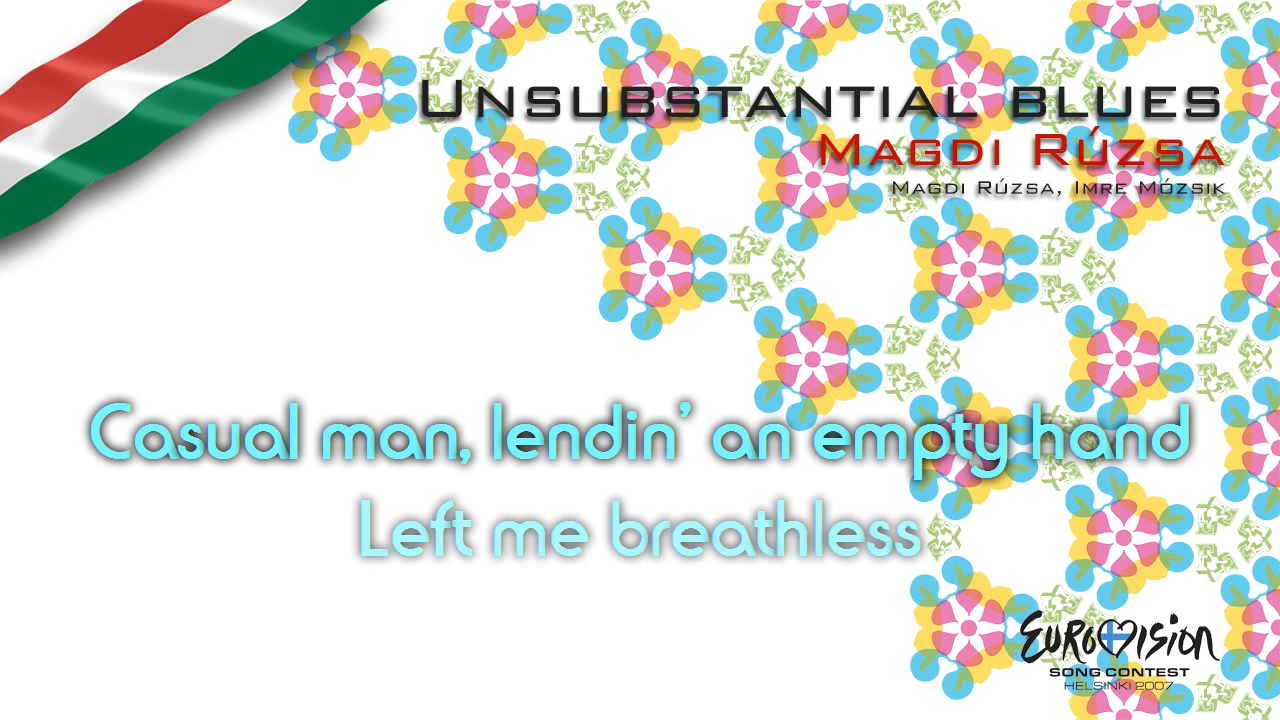 Unsubstantial blues
Magdi Rúzsa
Magdi Rúzsa, Imre Mózsik
Casual man, lendin’ an empty hand
Left me breathless
Eurovision
SONG CONTEST
HELSINKI 2007